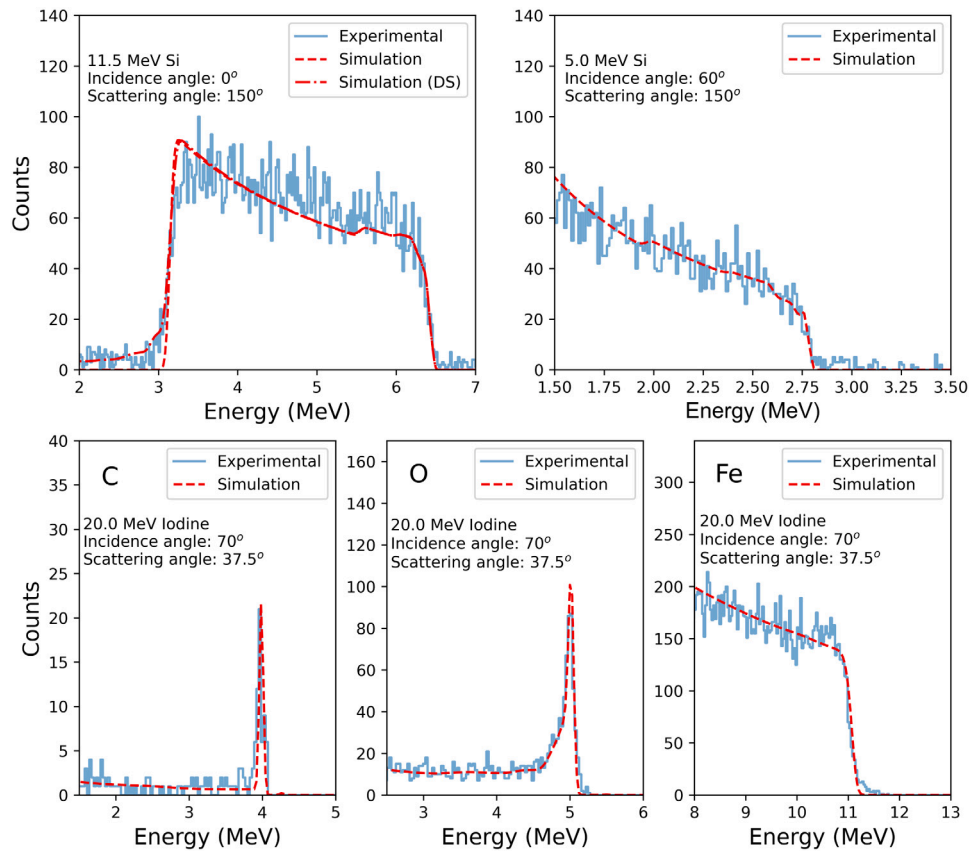 140
120
100
80
60
40
20
0
Counts
11.5 MeV Si
Incidence angle: 0°
Scattering angle: 150°
Experimental
Simulation
Simulation (DS)
2 3 4 5 6 7
Energy (MeV)
140
120
100
80
60
40
20
0
5.0 MeV Si
Incidence angle: 60°
Scattering angle: 150°
Experimental
Simulation
1.50 1.75 2.00 2.25 2.50 2.75 3.00 3.25 3.50
Energy (MeV)
40
35
30
25
20
15
10
5
0
Counts
C
Experimental
Simulation
20.0 MeV Iodine
Incidence angle: 70°
Scattering angle: 37.5°
2 3 4 5
Energy (MeV)
160
140
120
100
80
60
40
20
0
O
Experimental
Simulation
20.0 MeV Iodine
Incidence angle: 70°
Scattering angle: 37.5°
3 4 5 6
Energy (MeV)
300
250
200
150
100
50
0
Fe
Experimental
Simulation
20.0 MeV Iodine
Incidence angle: 70°
Scattering angle: 37.5°
8 9 10 11 12 13
Energy (MeV)